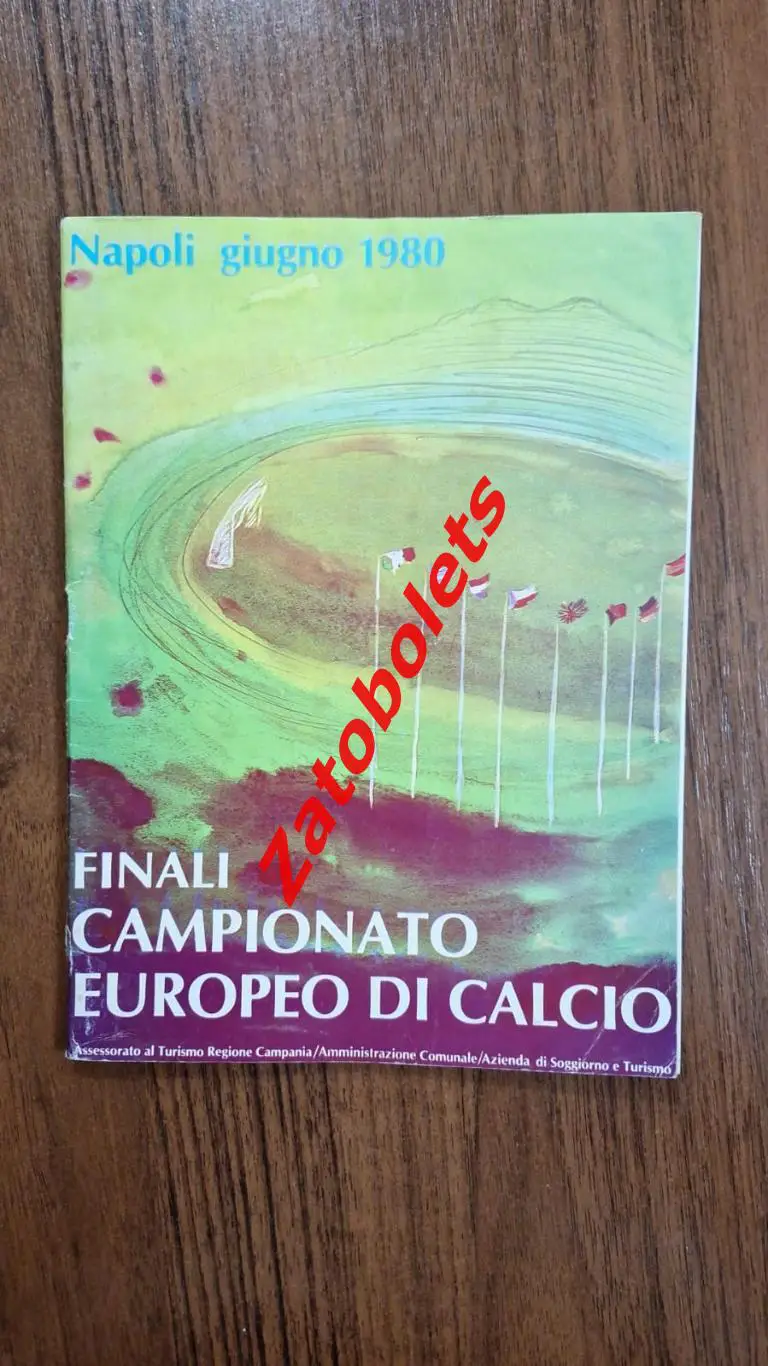 Napoli giugno 1980
Zatobolets
FINALI
CAMPIONATO
EUROPEO DI CALCIO
Assessorato al Turismo Regione Campania/Amministrazione Comunale/Azienda di Soggiorno e Turismo